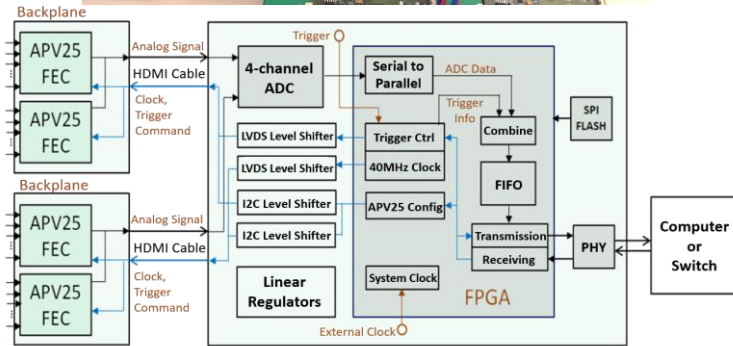 Backplane
APV25
FEC
APV25
FEC
Analog Signal
HDMI Cable
Clock,
Trigger
Command
Backplane
APV25
FEC
APV25
FEC
Analog Signal
HDMI Cable
Clock,
Trigger
Command
Trigger
4-channel
ADC
LVDS Level Shifter
LVDS Level Shifter
I2C Level Shifter
I2C Level Shifter
Linear
Regulators
External Clock
Serial to
Parallel
ADC Data
Trigger
Info
Trigger Ctrl
40MHz Clock
APV25 Config
System Clock
Combine
FIFO
Transmission
Receiving
FPGA
SPI
FLASH
PHY
Computer
or
Switch